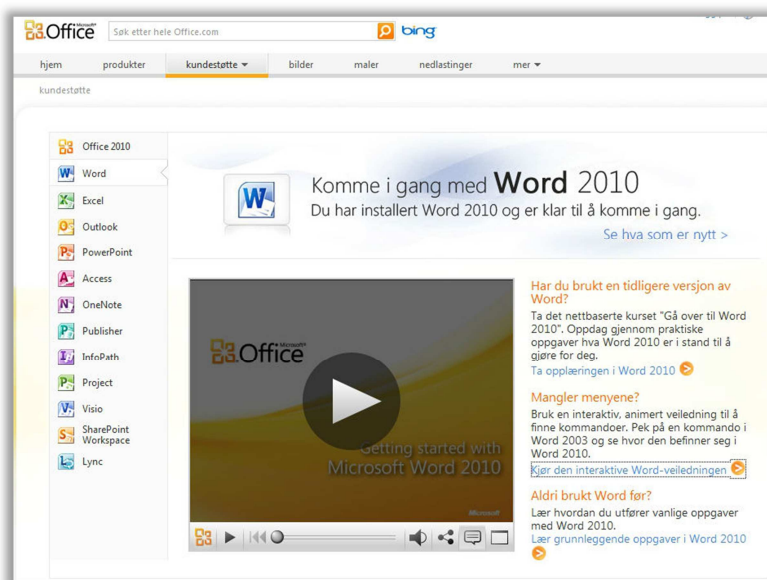 Microsoft
Office
Søk etter hele Office.com
bing
hjem
produkter
kundestøtte
bilder
maler
nedlastinger
mer
kundestøtte
Office 2010
Word
Excel
Outlook
PowerPoint
Access
OneNote
Publisher
InfoPath
Project
Visio
SharePoint
Workspace
Lync
Komme i gang med Word 2010
Du har installert Word 2010 og er klar til å komme i gang.
Se hva som er nytt >
Microsoft
Office
Getting started with
Microsoft Word 2010
Microsoft
Har du brukt en tidligere versjon av
Word?
Ta det nettbaserte kurset "Gå over til Word
2010". Oppdag gjennom praktiske
oppgaver hva Word 2010 er i stand til å
gjøre for deg.
Ta opplæringen i Word 2010
Mangler menyene?
Bruk en interaktiv, animert veiledning til å
finne kommandoer. Pek på en kommando i
Word 2003 og se hvor den befinner seg i
Word 2010.
Kjør den interaktive Word-veiledningen
Aldri brukt Word før?
Lær hvordan du utfører vanlige oppgaver
med Word 2010.
Lær grunnleggende oppgaver i Word 2010